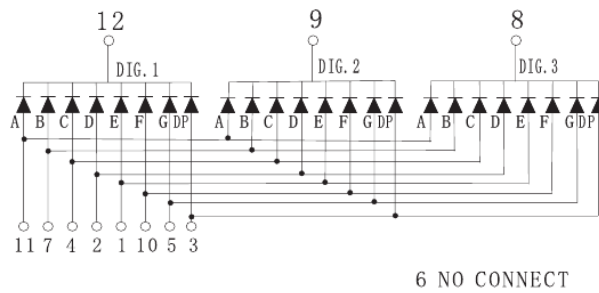 12 9 8
DIG.1 DIG.2 DIG.3
A B C D E F G DP A B C D E F G DP A B C D E F G DP
11 7 4 2 1 10 5 3
6 NO CONNECT